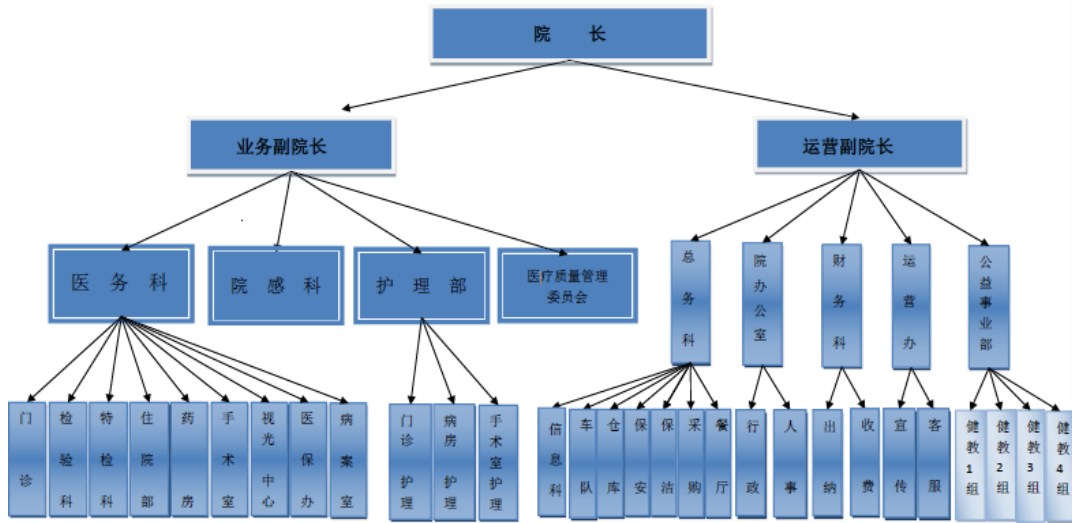 院 长
业务副院长
运营副院长
医 务 科
院 感 科
护 理 部
医疗质量管理
委员会
总务科
院办公室
财务科
运营办
公益事业部
门诊
检验科
特检科
住院部
药房
手术室
视光中心
医保办
病案室
门诊护理
病房护理
手术室护理
信息科
车队
仓库
保安
保洁
采购
餐厅
行政
人事
出纳
收费
宣传
客服
健教1组
健教2组
健教3组
健教4组